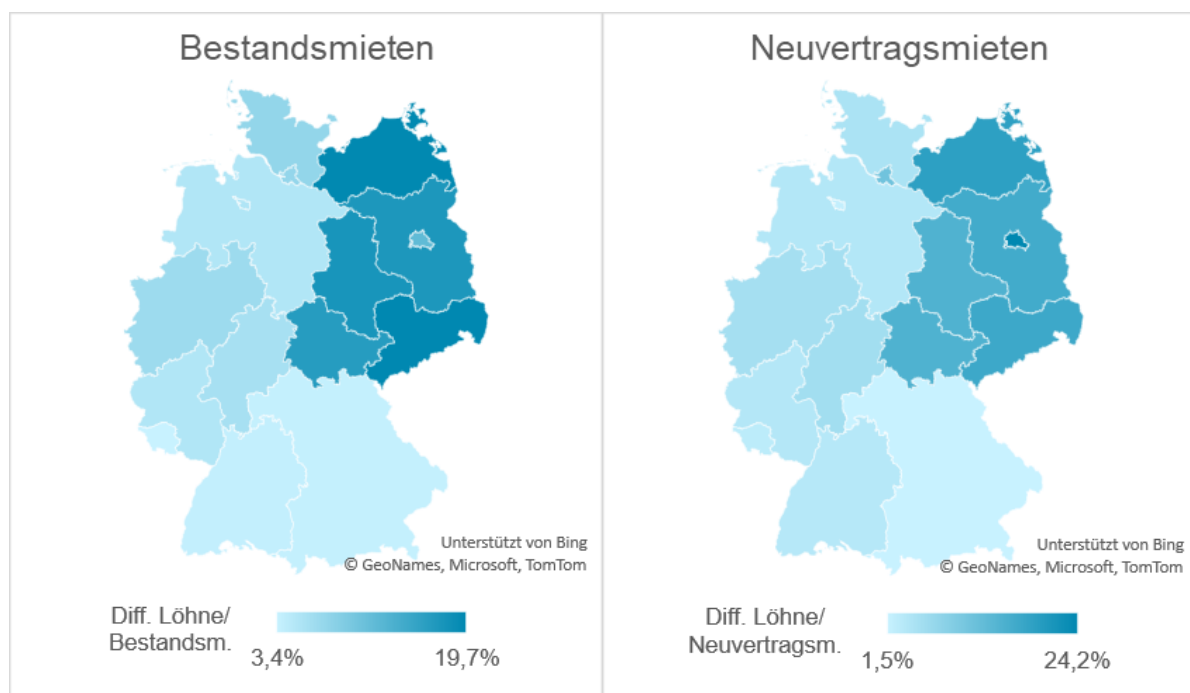 Bestandsmieten
Unterstützt von Bing
© GeoNames, Microsoft, TomTom
Diff. Löhne/
Bestandsm.
3,4%
19,7%
Neuvertragsmieten
Unterstützt von Bing
© GeoNames, Microsoft, TomTom
Diff. Löhne/
Neuvertragsm.
1,5%
24,2%